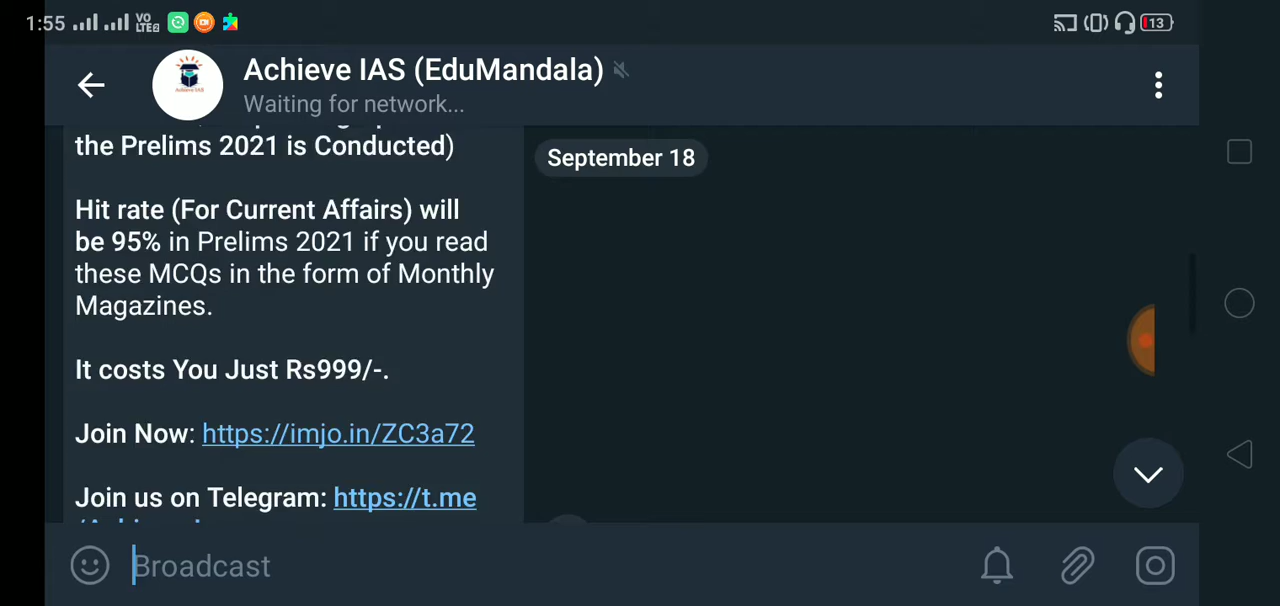 1:55
VO
LTE2
13
Achieve IAS (EduMandala)
Waiting for network...
the Prelims 2021 is Conducted)
September 18
Hit rate (For Current Affairs) will
be 95% in Prelims 2021 if you read
these MCQs in the form of Monthly
Magazines.
It costs You Just Rs999/-.
Join Now: https://imjo.in/ZC3a72
Join us on Telegram: https://t.me
Broadcast